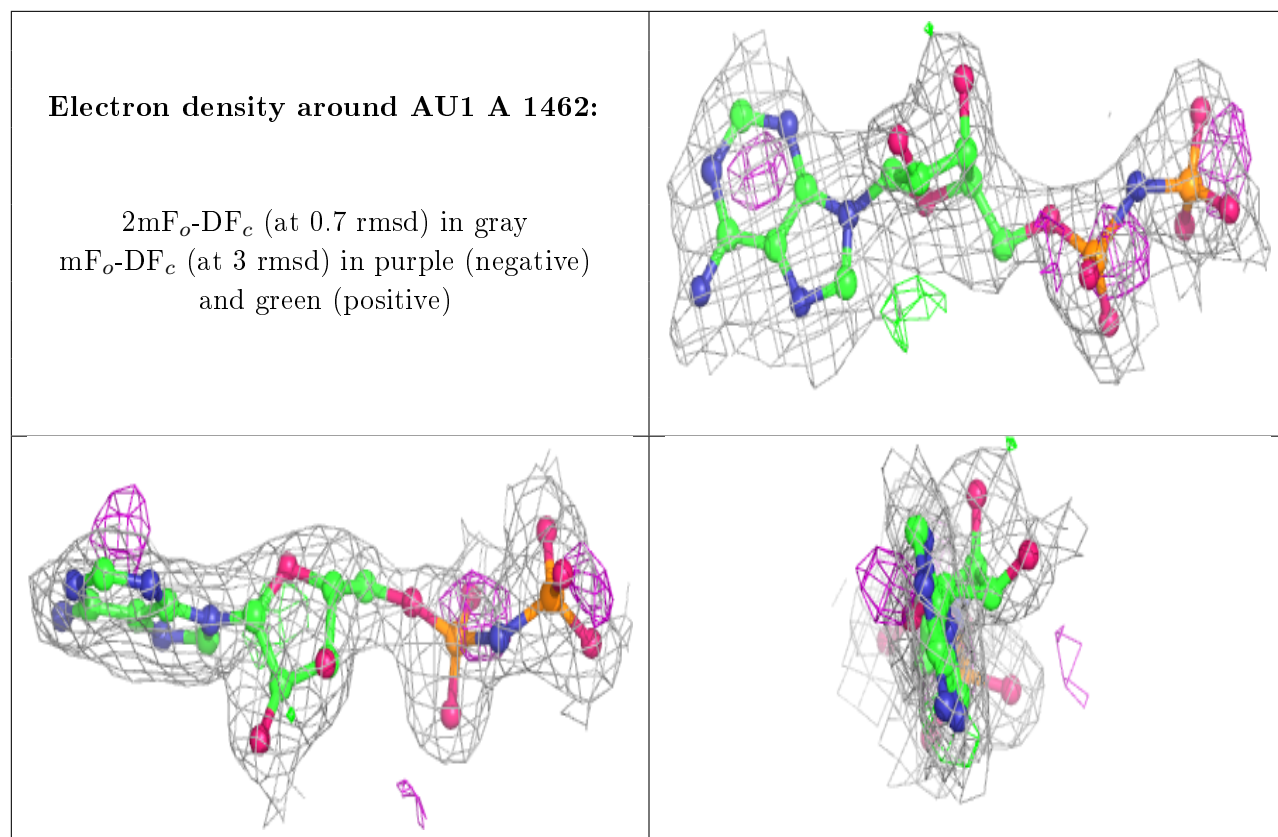 Electron density around AU1 A 1462:
2mFₒ-DF𝒸 (at 0.7 rmsd) in gray
mFₒ-DF𝒸 (at 3 rmsd) in purple (negative)
and green (positive)